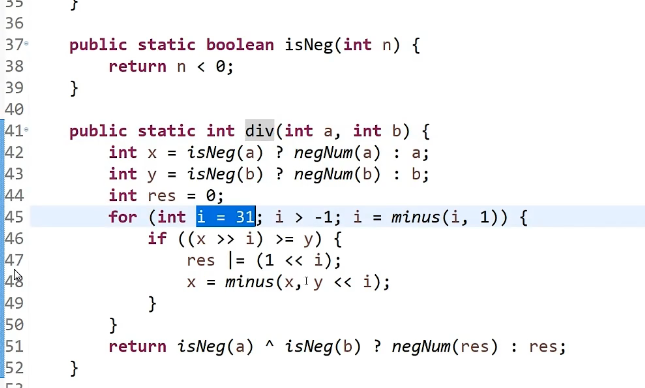 35 }
36
37 public static boolean isNeg(int n) {
38 return n < 0;
39 }
40
41 public static int div(int a, int b) {
42 int x = isNeg(a) ? negNum(a) : a;
43 int y = isNeg(b) ? negNum(b) : b;
44 int res = 0;
45 for (int i = 31; i > -1; i = minus(i, 1)) {
46 if ((x >> i) >= y) {
47 res |= (1 << i);
48 x = minus(x, y << i);
49 }
50 }
51 return isNeg(a) ^ isNeg(b) ? negNum(res) : res;
52 }
53